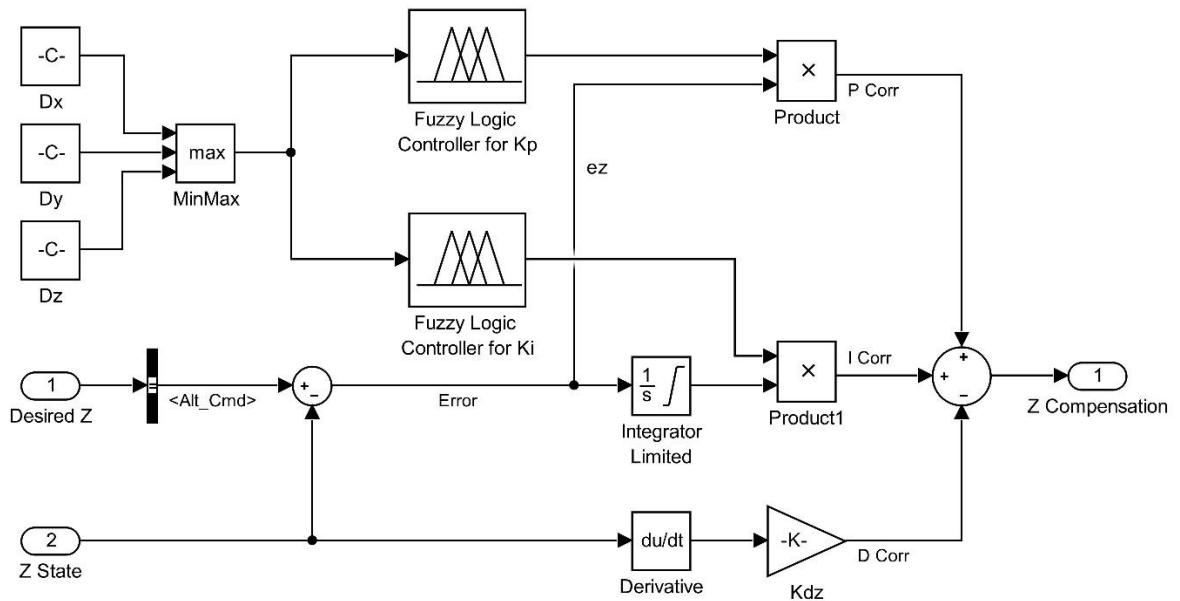 -C-
Dx
-C-
Dy
-C-
Dz
max
MinMax
Fuzzy Logic
Controller for Kp
Fuzzy Logic
Controller for Ki
ez
×
Product
P Corr
1
Desired Z
<Alt_Cmd>
+
−
Error
1
s
Integrator
Limited
×
Product1
I Corr
+
+
−
1
Z Compensation
2
Z State
du/dt
Derivative
-K-
Kdz
D Corr